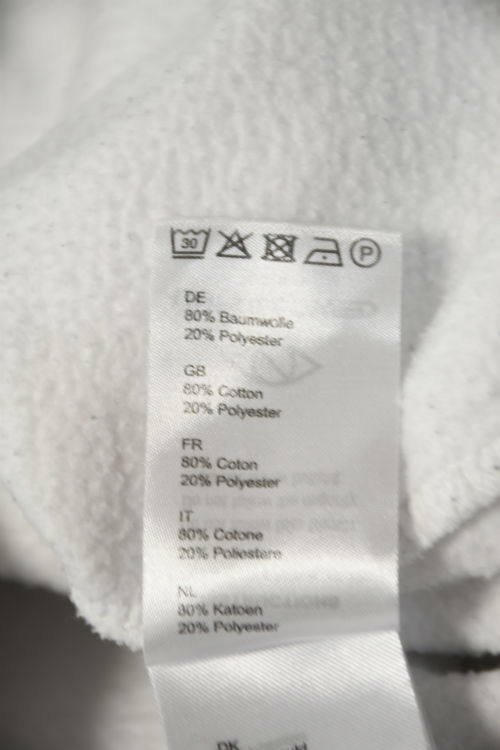 30 P
DE
80% Baumwolle
20% Polyester
GB
80% Cotton
20% Polyester
FR
80% Coton
20% Polyester
IT
80% Cotone
20% Poliestere
NL
80% Katoen
20% Polyester
DK